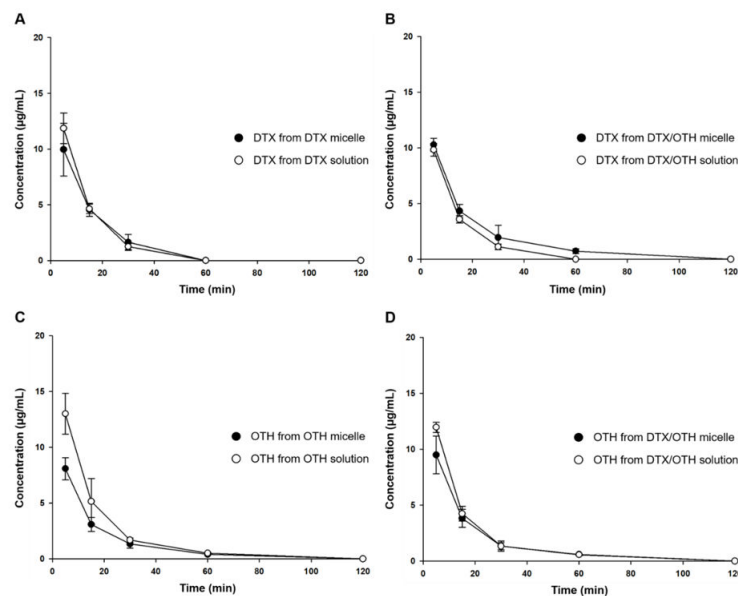 A
20
15
10
5
0
Concentration (μg/mL)
DTX from DTX micelle
DTX from DTX solution
0 20 40 60 80 100 120
Time (min)
B
20
15
10
5
0
Concentration (μg/mL)
DTX from DTX/OTH micelle
DTX from DTX/OTH solution
0 20 40 60 80 100 120
Time (min)
C
20
15
10
5
0
Concentration (μg/mL)
OTH from OTH micelle
OTH from OTH solution
0 20 40 60 80 100 120
Time (min)
D
20
15
10
5
0
Concentration (μg/mL)
OTH from DTX/OTH micelle
OTH from DTX/OTH solution
0 20 40 60 80 100 120
Time (min)